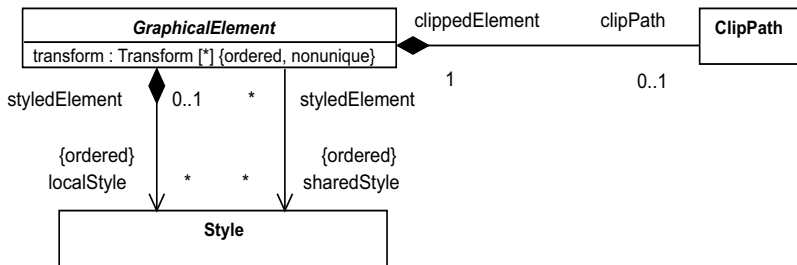 GraphicalElement
transform : Transform [*] {ordered, nonunique}
clippedElement clipPath
ClipPath
1 0..1
styledElement 0..1 * styledElement
{ordered} {ordered}
localStyle * * sharedStyle
Style